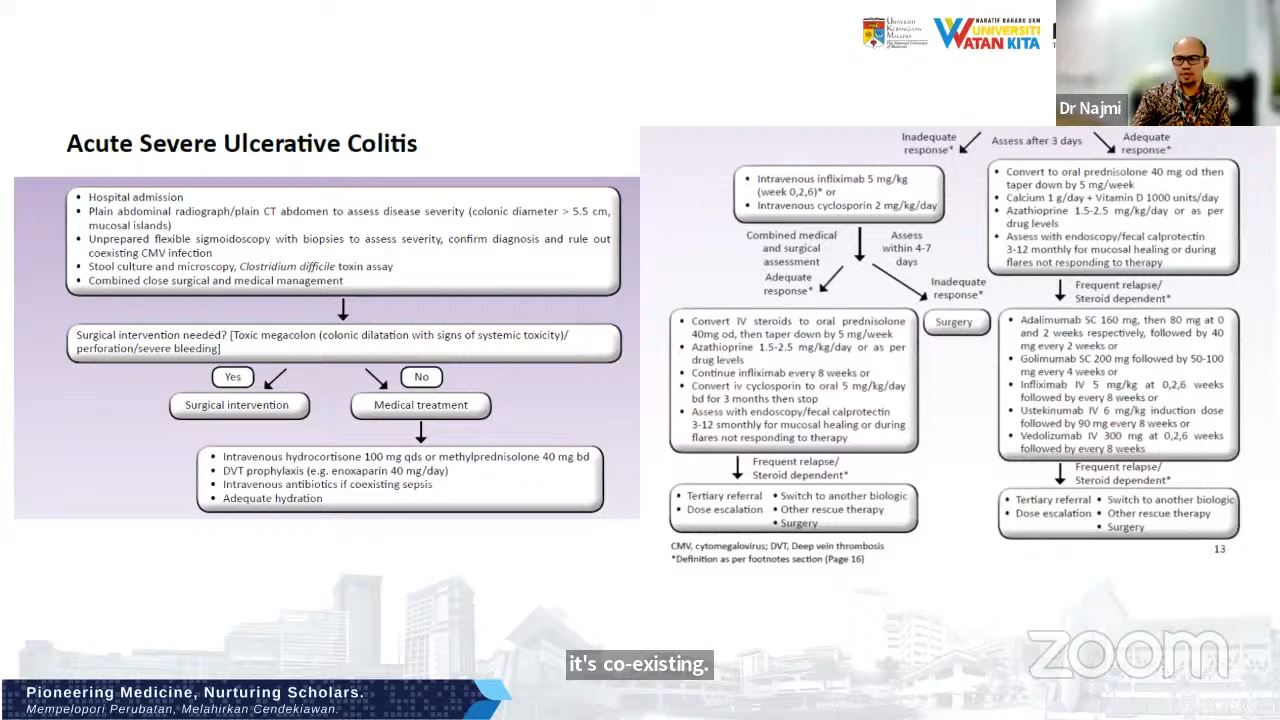 UNIVERSITI
KEBANGSAAN
MALAYSIA
The National University
of Malaysia
NARATIF BAHARU UKM
UNIVERSITI
WATAN KITA
Dr Najmi
Acute Severe Ulcerative Colitis
• Hospital admission
• Plain abdominal radiograph/plain CT abdomen to assess disease severity (colonic diameter > 5.5 cm,
mucosal islands)
• Unprepared flexible sigmoidoscopy with biopsies to assess severity, confirm diagnosis and rule out
coexisting CMV infection
• Stool culture and microscopy, Clostridium difficile toxin assay
• Combined close surgical and medical management
Surgical intervention needed? [Toxic megacolon (colonic dilatation with signs of systemic toxicity)/
perforation/severe bleeding]
Yes
No
Surgical intervention
Medical treatment
• Intravenous hydrocortisone 100 mg qds or methylprednisolone 40 mg bd
• DVT prophylaxis (e.g. enoxaparin 40 mg/day)
• Intravenous antibiotics if coexisting sepsis
• Adequate hydration
Inadequate
response*
Assess after 3 days
Adequate
response*
• Intravenous infliximab 5 mg/kg
(week 0,2,6)* or
• Intravenous cyclosporin 2 mg/kg/day
• Convert to oral prednisolone 40 mg od then
taper down by 5 mg/week
• Calcium 1 g/day + Vitamin D 1000 units/day
• Azathioprine 1.5-2.5 mg/kg/day or as per
drug levels
• Assess with endoscopy/fecal calprotectin
3-12 monthly for mucosal healing or during
flares not responding to therapy
Combined medical
and surgical
assessment
Assess
within 4-7
days
Adequate
response*
Inadequate
response*
Surgery
Frequent relapse/
Steroid dependent*
• Convert IV steroids to oral prednisolone
40mg od, then taper down by 5 mg/week
• Azathioprine 1.5-2.5 mg/kg/day or as per
drug levels
• Continue infliximab every 8 weeks or
• Convert iv cyclosporin to oral 5 mg/kg/day
bd for 3 months then stop
• Assess with endoscopy/fecal calprotectin
3-12 smonthly for mucosal healing or during
flares not responding to therapy
• Adalimumab SC 160 mg, then 80 mg at 0
and 2 weeks respectively, followed by 40
mg every 2 weeks or
• Golimumab SC 200 mg followed by 50-100
mg every 4 weeks or
• Infliximab IV 5 mg/kg at 0,2,6 weeks
followed by every 8 weeks or
• Ustekinumab IV 6 mg/kg induction dose
followed by 90 mg every 8 weeks or
• Vedolizumab IV 300 mg at 0,2,6 weeks
followed by every 8 weeks
Frequent relapse/
Steroid dependent*
Frequent relapse/
Steroid dependent*
• Tertiary referral • Switch to another biologic
• Dose escalation • Other rescue therapy
• Surgery
• Tertiary referral • Switch to another biologic
• Dose escalation • Other rescue therapy
• Surgery
CMV, cytomegalovirus; DVT, Deep vein thrombosis
*Definition as per footnotes section (Page 16)
13
it's co-existing.
zoom
Pioneering Medicine, Nurturing Scholars.
Mempelopori Perubatan, Melahirkan Cendekiawan.